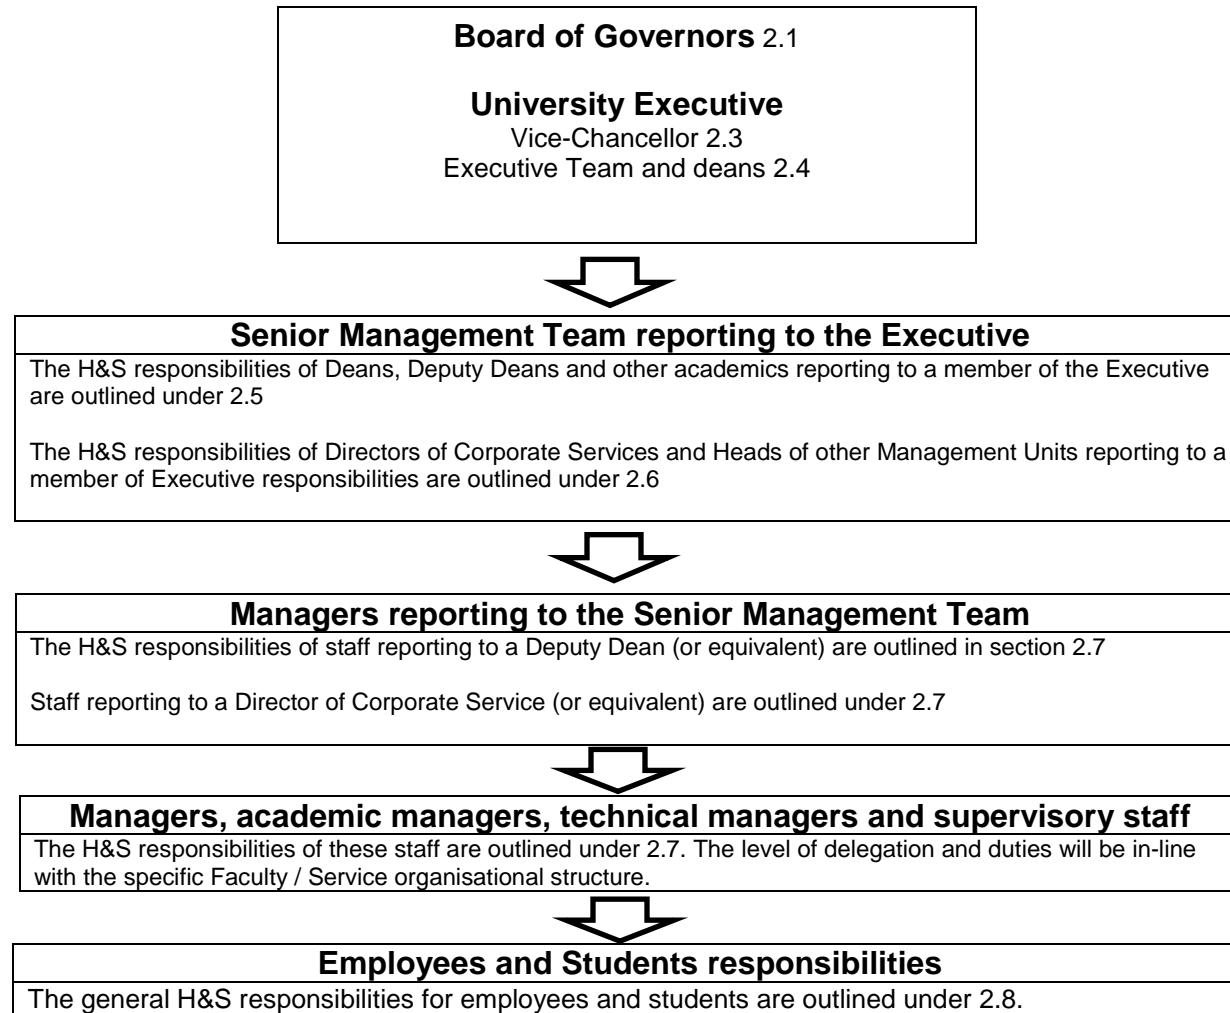 Board of Governors 2.1
University Executive
Vice-Chancellor 2.3
Executive Team and deans 2.4
Senior Management Team reporting to the Executive
The H&S responsibilities of Deans, Deputy Deans and other academics reporting to a member of the Executive
are outlined under 2.5
The H&S responsibilities of Directors of Corporate Services and Heads of other Management Units reporting to a
member of Executive responsibilities are outlined under 2.6
Managers reporting to the Senior Management Team
The H&S responsibilities of staff reporting to a Deputy Dean (or equivalent) are outlined in section 2.7
Staff reporting to a Director of Corporate Service (or equivalent) are outlined under 2.7
Managers, academic managers, technical managers and supervisory staff
The H&S responsibilities of these staff are outlined under 2.7. The level of delegation and duties will be in-line
with the specific Faculty / Service organisational structure.
Employees and Students responsibilities
The general H&S responsibilities for employees and students are outlined under 2.8.